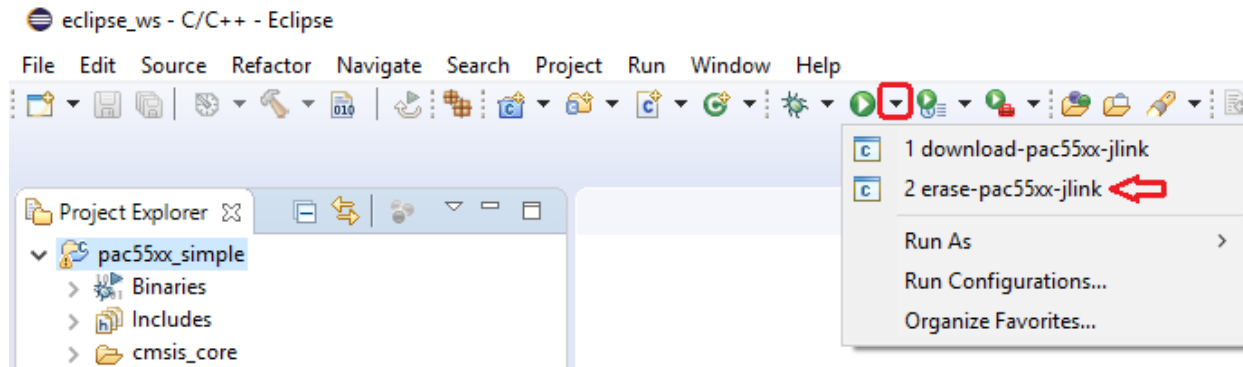 eclipse_ws - C/C++ - Eclipse
File Edit Source Refactor Navigate Search Project Run Window Help
010
1 download-pac55xx-jlink
2 erase-pac55xx-jlink
Project Explorer
pac55xx_simple
Run As
Binaries
Run Configurations...
Includes
Organize Favorites...
cmsis_core